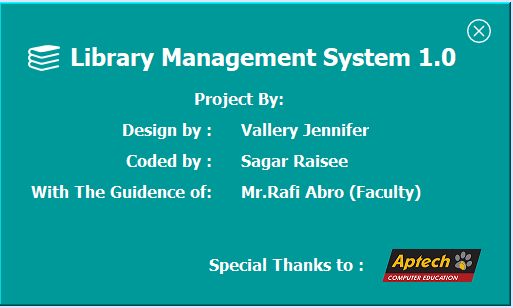 Library Management System 1.0
Project By:
Design by : Vallery Jennifer
Coded by : Sagar Raisee
With The Guidence of: Mr.Rafi Abro (Faculty)
Special Thanks to : Aptech
COMPUTER EDUCATION